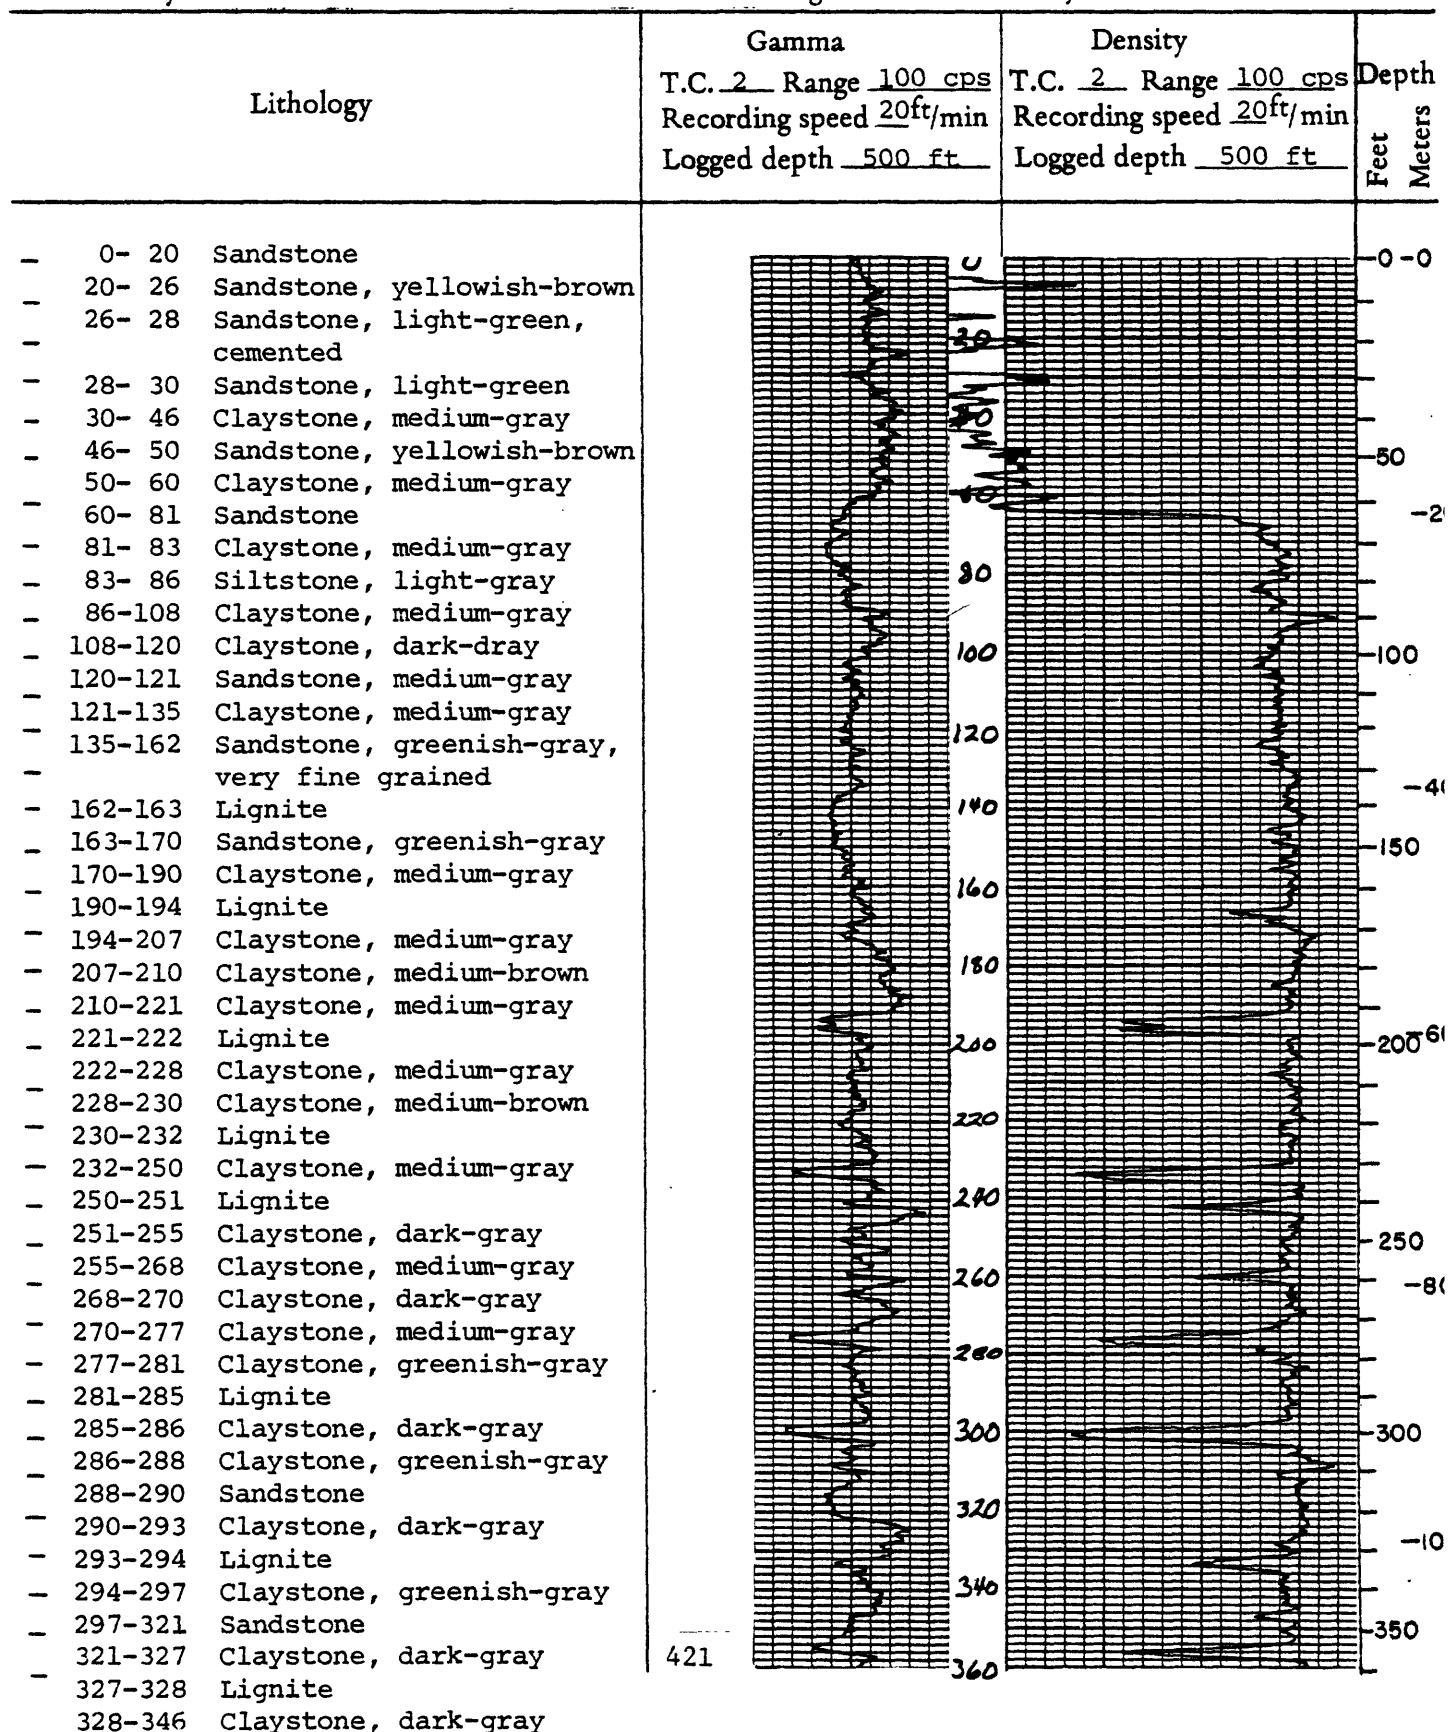 Lithology
Gamma
T.C. 2 Range 100 cps
Recording speed 20ft/min
Logged depth 500 ft
Density
T.C. 2 Range 100 cps
Recording speed 20ft/min
Logged depth 500 ft
Depth
Feet
Meters
0- 20 Sandstone
20- 26 Sandstone, yellowish-brown
26- 28 Sandstone, light-green,
cemented
28- 30 Sandstone, light-green
30- 46 Claystone, medium-gray
46- 50 Sandstone, yellowish-brown
50- 60 Claystone, medium-gray
60- 81 Sandstone
81- 83 Claystone, medium-gray
83- 86 Siltstone, light-gray
86-108 Claystone, medium-gray
108-120 Claystone, dark-dray
120-121 Sandstone, medium-gray
121-135 Claystone, medium-gray
135-162 Sandstone, greenish-gray,
very fine grained
162-163 Lignite
163-170 Sandstone, greenish-gray
170-190 Claystone, medium-gray
190-194 Lignite
194-207 Claystone, medium-gray
207-210 Claystone, medium-brown
210-221 Claystone, medium-gray
221-222 Lignite
222-228 Claystone, medium-gray
228-230 Claystone, medium-brown
230-232 Lignite
232-250 Claystone, medium-gray
250-251 Lignite
251-255 Claystone, dark-gray
255-268 Claystone, medium-gray
268-270 Claystone, dark-gray
270-277 Claystone, medium-gray
277-281 Claystone, greenish-gray
281-285 Lignite
285-286 Claystone, dark-gray
286-288 Claystone, greenish-gray
288-290 Sandstone
290-293 Claystone, dark-gray
293-294 Lignite
294-297 Claystone, greenish-gray
297-321 Sandstone
321-327 Claystone, dark-gray
327-328 Lignite
328-346 Claystone, dark-gray
421
0
20
40
60
80
100
120
140
160
180
200
220
240
260
280
300
320
340
360
0 -0
50
100
150
200
250
300
350